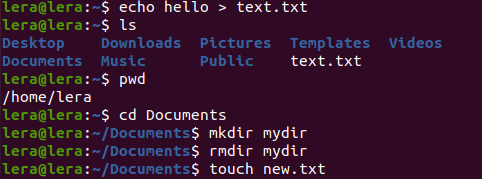 lera@lera:~$ echo hello > text.txt
lera@lera:~$ ls
Desktop Downloads Pictures Templates Videos
Documents Music Public text.txt
lera@lera:~$ pwd
/home/lera
lera@lera:~$ cd Documents
lera@lera:~/Documents$ mkdir mydir
lera@lera:~/Documents$ rmdir mydir
lera@lera:~/Documents$ touch new.txt